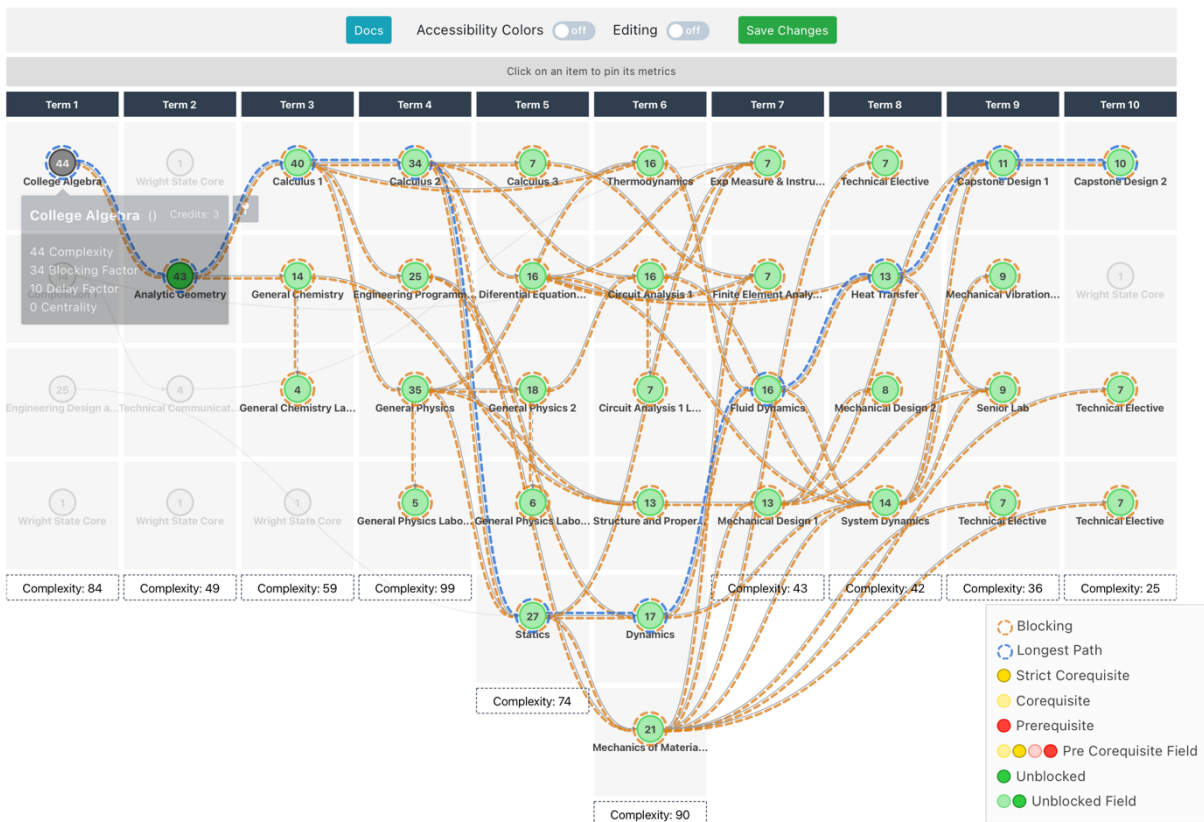 Docs
Accessibility Colors
off
Editing
off
Save Changes
Click on an item to pin its metrics
Term 1
Term 2
Term 3
Term 4
Term 5
Term 6
Term 7
Term 8
Term 9
Term 10
44
1
40
34
7
16
7
7
11
10
College Algebra
Wright State Core
Calculus 1
Calculus 2
Calculus 3
Thermodynamics
Exp Measure & Instru...
Technical Elective
Capstone Design 1
Capstone Design 2
College Algebra () Credits: 3
44 Complexity
34 Blocking Factor
10 Delay Factor
0 Centrality
43
14
25
16
16
7
13
9
1
Composition 1
Analytic Geometry
General Chemistry
Engineering Programm...
Diferential Equation...
Circuit Analysis 1
Finite Element Analy...
Heat Transfer
Mechanical Vibration...
Wright State Core
25
4
4
35
18
7
16
8
9
7
Engineering Design a...
Technical Communicat...
General Chemistry La...
General Physics
General Physics 2
Circuit Analysis 1 L...
Fluid Dynamics
Mechanical Design 2
Senior Lab
Technical Elective
1
1
1
5
6
13
13
14
7
7
Wright State Core
Wright State Core
Wright State Core
General Physics Labo...
General Physics Labo...
Structure and Proper...
Mechanical Design 1
System Dynamics
Technical Elective
Technical Elective
Complexity: 84
Complexity: 49
Complexity: 59
Complexity: 99
Complexity: 43
Complexity: 42
Complexity: 36
Complexity: 25
27
17
Statics
Dynamics
Complexity: 74
21
Mechanics of Materia...
Complexity: 90
Blocking
Longest Path
Strict Corequisite
Corequisite
Prerequisite
Pre Corequisite Field
Unblocked
Unblocked Field